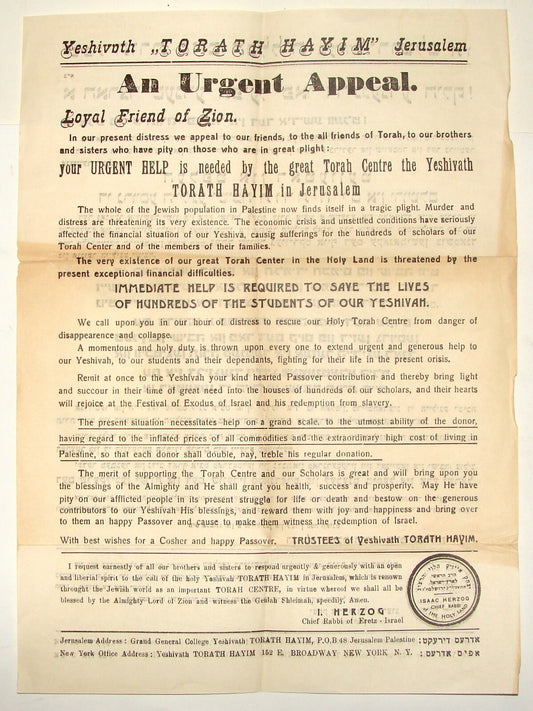 Yeshivath „TORATH HAYIM” Jerusalem
An Urgent Appeal.
Loyal Friend of Zion.
In our present distress we appeal to our friends, to the all friends of Torah, to our brothers
and sisters who have pity on those who are in great plight :
your URGENT HELP is needed by the great Torah Centre the Yeshivath
TORATH HAYIM in Jerusalem
The whole of the Jewish population in Palestine now finds itself in a tragic plight. Murder and
distres are threatening its very existence. The economic crisis and unsettled conditions have seriously
affected the financial situation of our Yeshiva, causig sufferings for the hundreds of scholars of our
Torah Center and of the members of their families.
The very existence of our great Torah Center in the Holy Land is threatened by the
present exceptional financial difficulties.
IMMEDIATE HELP IS REQUIRED TO SAVE THE LIVES
OF HUNDREDS OF THE STUDENTS OF OUR YESHIVAH.
We call upon you in our hour of distress to rescue our Holy Torah Centre from danger of
disappearance and collapse.
A momentous and holy duty is thrown upon every one to extend urgent and generous help to
our Yeshivah, to our students and their dependants, fighting for their life in the present crisis.
Remit at once to the Yeshivah your kind hearted Passover contribution and thereby bring light
and succour in their time of great need into the houses of hundreds of our scholars, and their hearts
will rejoice at the Festival of Exodus of Israel and his redemption from slavery.
The present situation necessitates help on a grand scale, to the utmost ability of the donor,
having regard to the inflated prices of all commodities and the extraordinary high cost of living in
Palestine, so that each donor shall double, nay, treble his regular donation.
The merit of supporting the Torah Centre and our Scholars is great and will bring upon you
the blessings of the Almighty and He shall grant you health, success and prosperity. May He have
pity on our afflicted people in its present struggle for life or death and bestow on the generous
contributors to our Yeshivah His blessings, and reward them with joy and happiness and bring over
to them an happy Passover and cause to make them witness the redemption of Israel.
With best wishes for a Cosher and happy Passover, TRUSTEES of Yeshivath TORATH HAYIM.
I request earnestly of all our brothers and sisters to respond urgently & generously with an open
and liberal spirit to the call of the holy Yeshivath TORATH HAYIM in Jerusalem, which is renown
throught the Jewish world as an important TORAH CENTRE, in virtue whereof we shall all be
blessed by the Almighty Lord of Zion and witness the Geulah Shleimah, speedily, Amen.
I. HERZOG
Chief Rabbi of Eretz - Israel
ISAAC HERZOG
CHIEF RABBI
OF THE HOLY LAND
Jerusalem Address : Grand General College Yeshivath TORATH HAYIM, P.O.B 48 Jerusalem Palestine : אדרעס דירעקט
New York Office Address : Yeshivath TORATH HAYIM 152 E. BROADWAY NEW YORK N. Y. : אפיס אדרעס